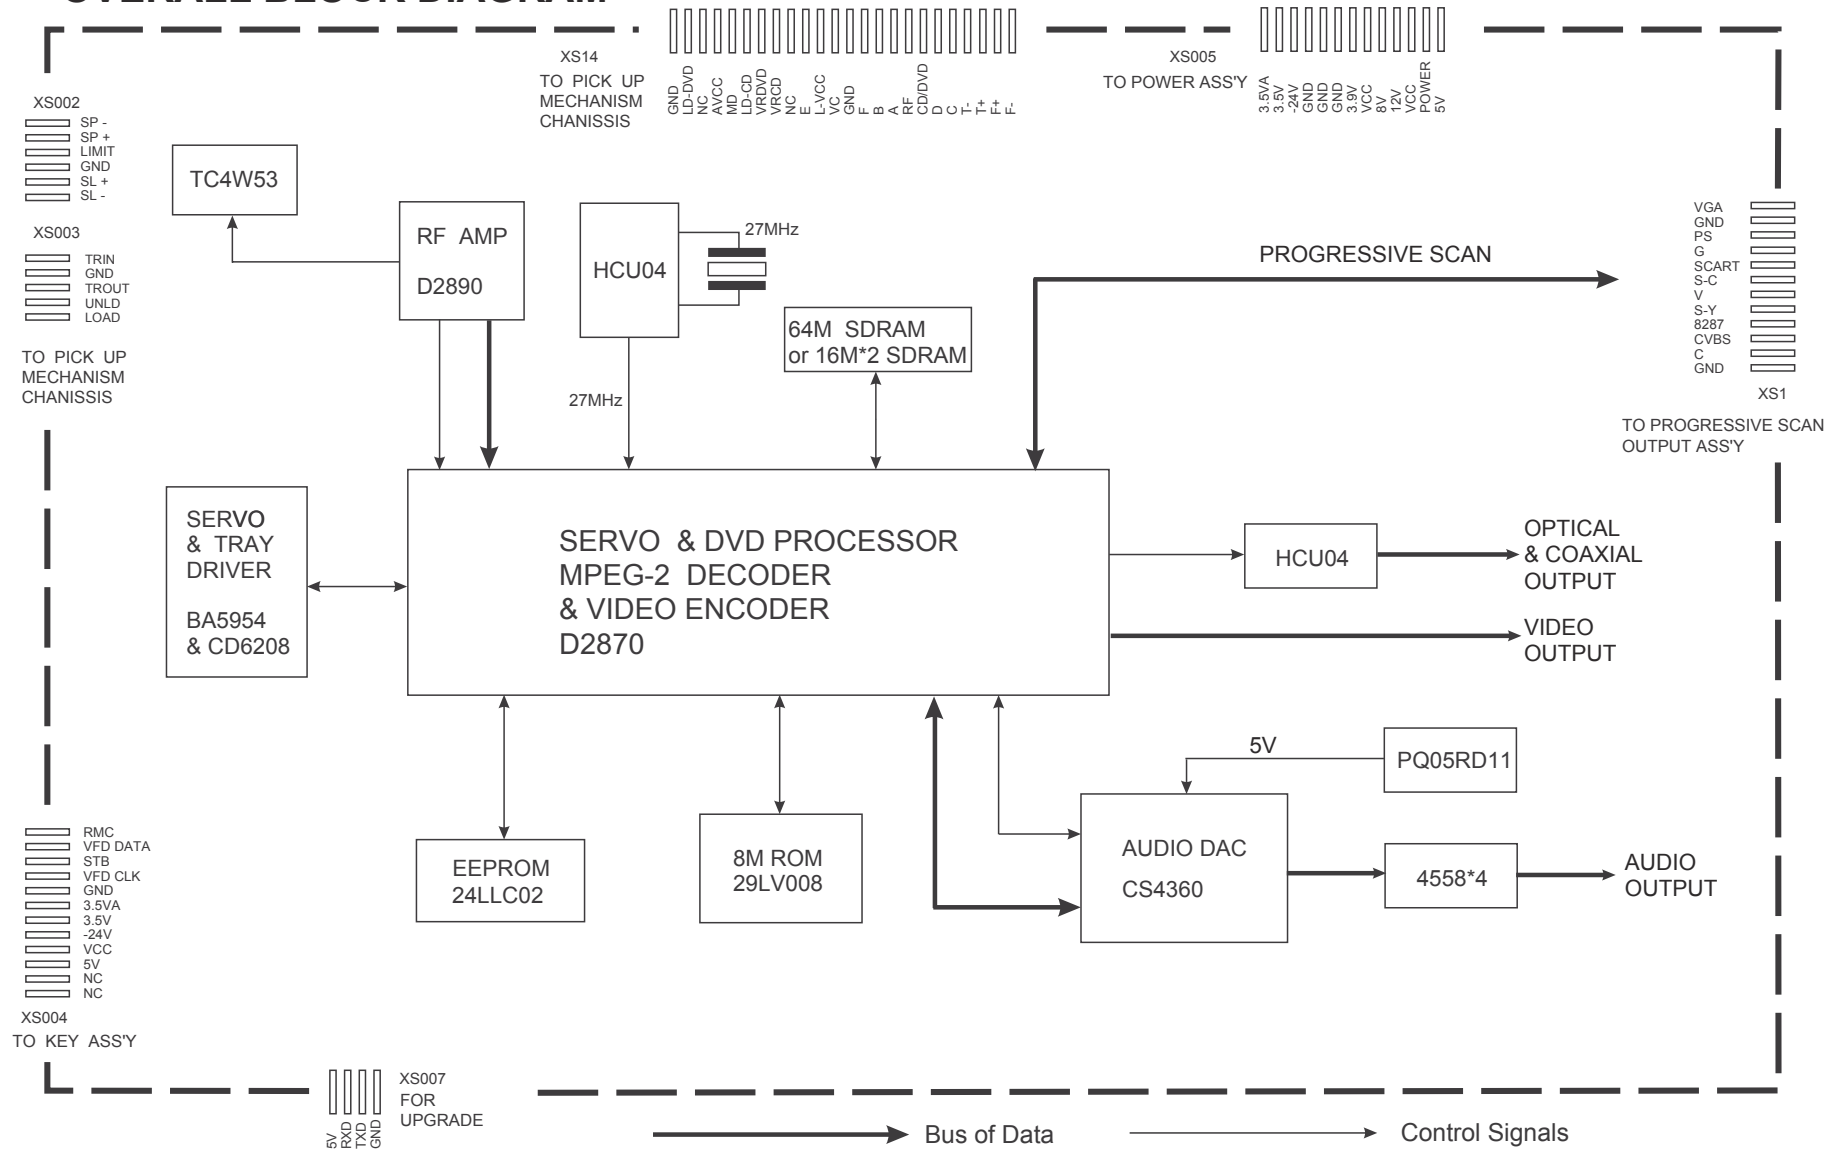 OVERALL BLOCK DIAGRAM
XS14
TO PICK UP
MECHANISM
CHANISSIS
GND
LD-DVD
NC
AVCC
MD
LD-CD
VRDVD
VRCD
NC
E
L-VCC
VC
GND
F
B
A
RF
CD/DVD
D
C
T-
T+
F+
F-
XS005
TO POWER ASS'Y
3.5VA
3.5V
-24V
GND
GND
GND
3.9V
VCC
8V
12V
VCC
POWER
5V
XS002
SP -
SP +
LIMIT
GND
SL +
SL -
XS003
TRIN
GND
TROUT
UNLD
LOAD
TO PICK UP
MECHANISM
CHANISSIS
TC4W53
RF AMP
D2890
HCU04
27MHz
27MHz
64M SDRAM
or 16M*2 SDRAM
PROGRESSIVE SCAN
VGA
GND
PS
G
SCART
S-C
V
S-Y
8287
CVBS
C
GND
XS1
TO PROGRESSIVE SCAN
OUTPUT ASS'Y
SERVO
& TRAY
DRIVER
BA5954
& CD6208
SERVO & DVD PROCESSOR
MPEG-2 DECODER
& VIDEO ENCODER
D2870
HCU04
OPTICAL
& COAXIAL
OUTPUT
VIDEO
OUTPUT
5V
PQ05RD11
EEPROM
24LLC02
8M ROM
29LV008
AUDIO DAC
CS4360
4558*4
AUDIO
OUTPUT
RMC
VFD DATA
STB
VFD CLK
GND
3.5VA
3.5V
-24V
VCC
5V
NC
NC
XS004
TO KEY ASS'Y
5V
RXD
TXD
GND
XS007
FOR
UPGRADE
Bus of Data
Control Signals